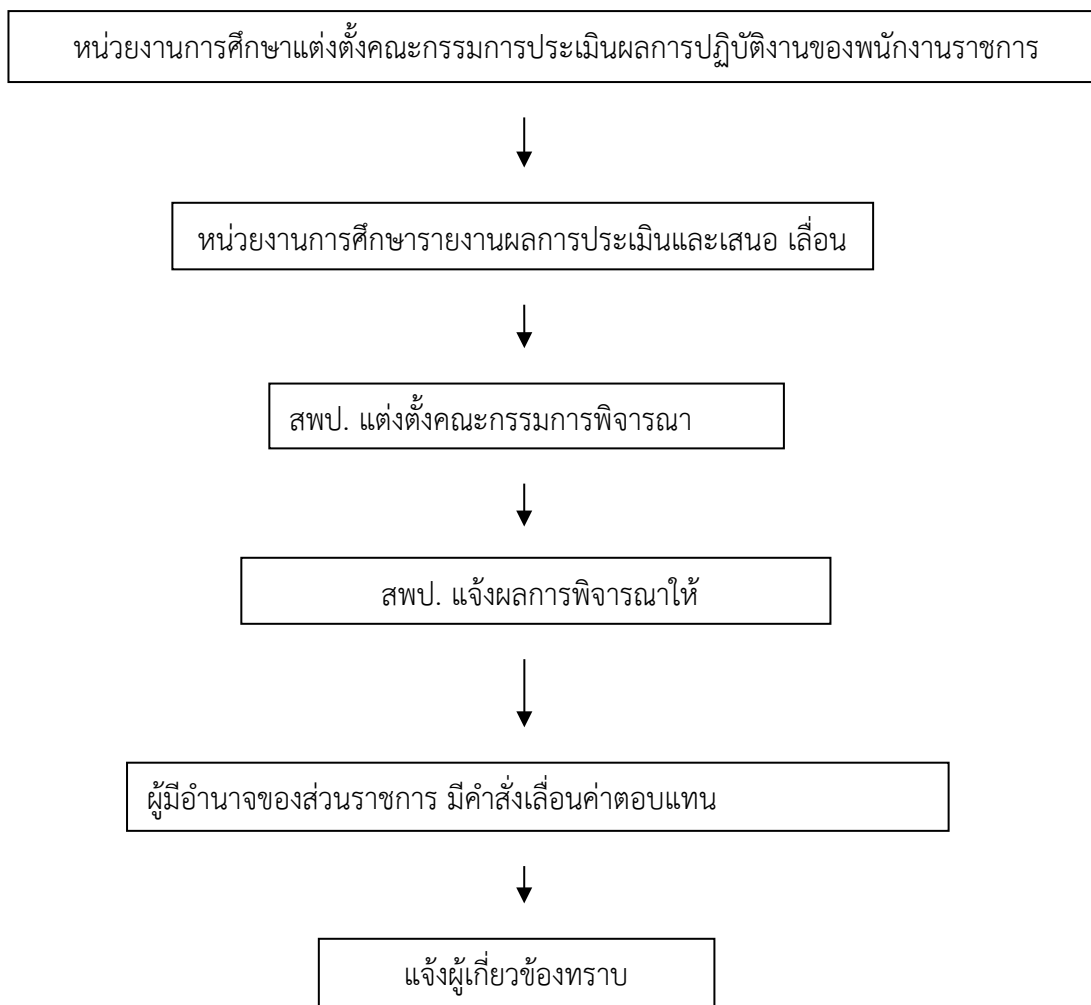 หน่วยงานการศึกษาแต่งตั้งคณะกรรมการประเมินผลการปฏิบัติงานของพนักงานราชการ
หน่วยงานการศึกษารายงานผลการประเมินและเสนอ เลื่อน
สพป. แต่งตั้งคณะกรรมการพิจารณา
สพป. แจ้งผลการพิจารณาให้
ผู้มีอำนาจของส่วนราชการ มีคำสั่งเลื่อนค่าตอบแทน
แจ้งผู้เกี่ยวข้องทราบ